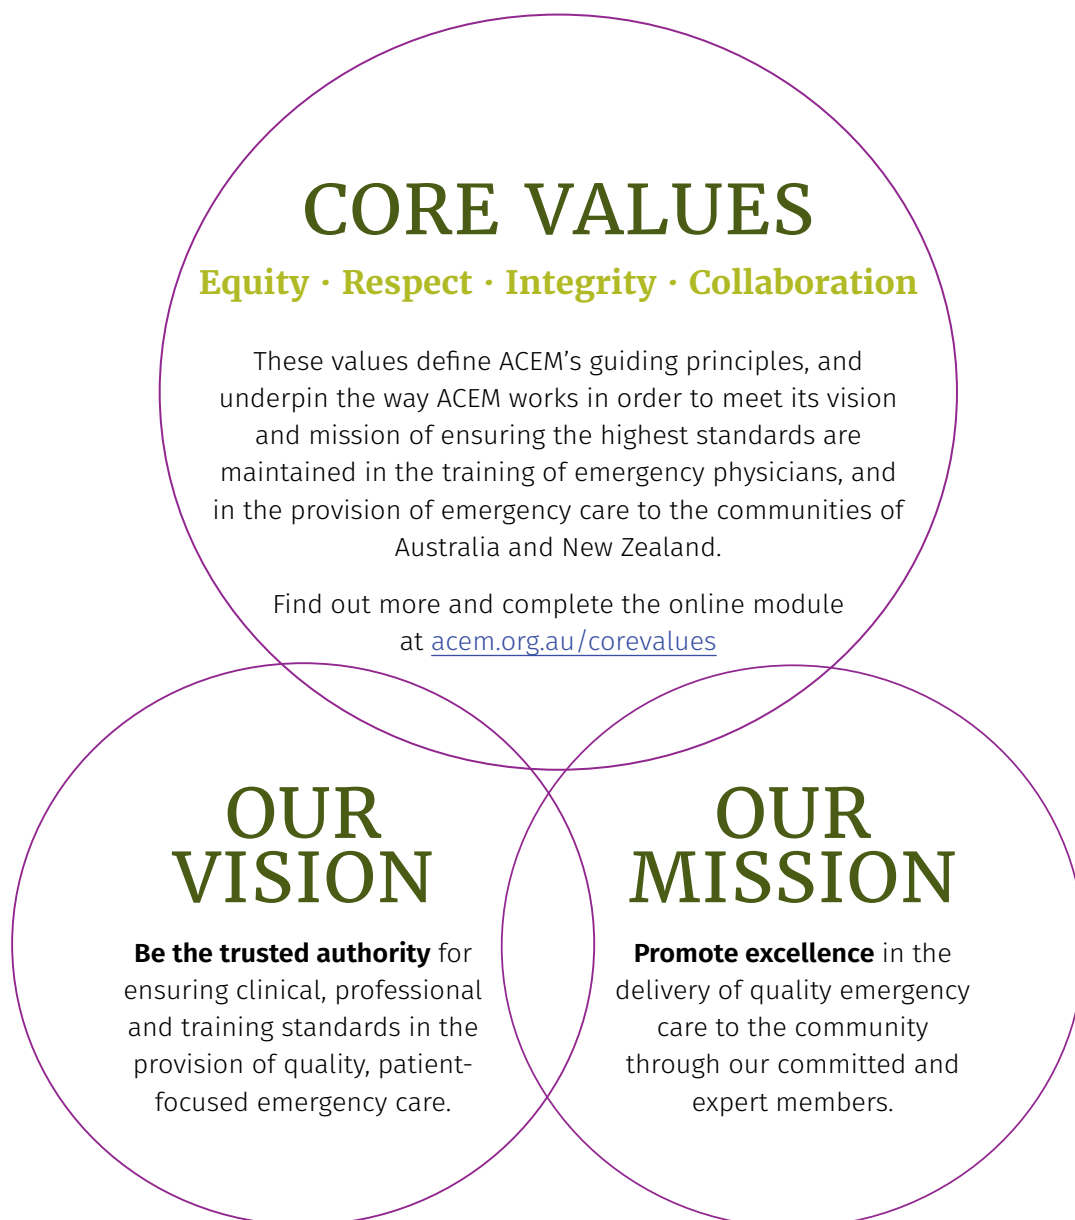 CORE VALUES
Equity · Respect · Integrity · Collaboration
These values define ACEM’s guiding principles, and
underpin the way ACEM works in order to meet its vision
and mission of ensuring the highest standards are
maintained in the training of emergency physicians, and
in the provision of emergency care to the communities of
Australia and New Zealand.
Find out more and complete the online module
at acem.org.au/corevalues
OUR
VISION
Be the trusted authority for
ensuring clinical, professional
and training standards in the
provision of quality, patient-
focused emergency care.
OUR
MISSION
Promote excellence in the
delivery of quality emergency
care to the community
through our committed and
expert members.